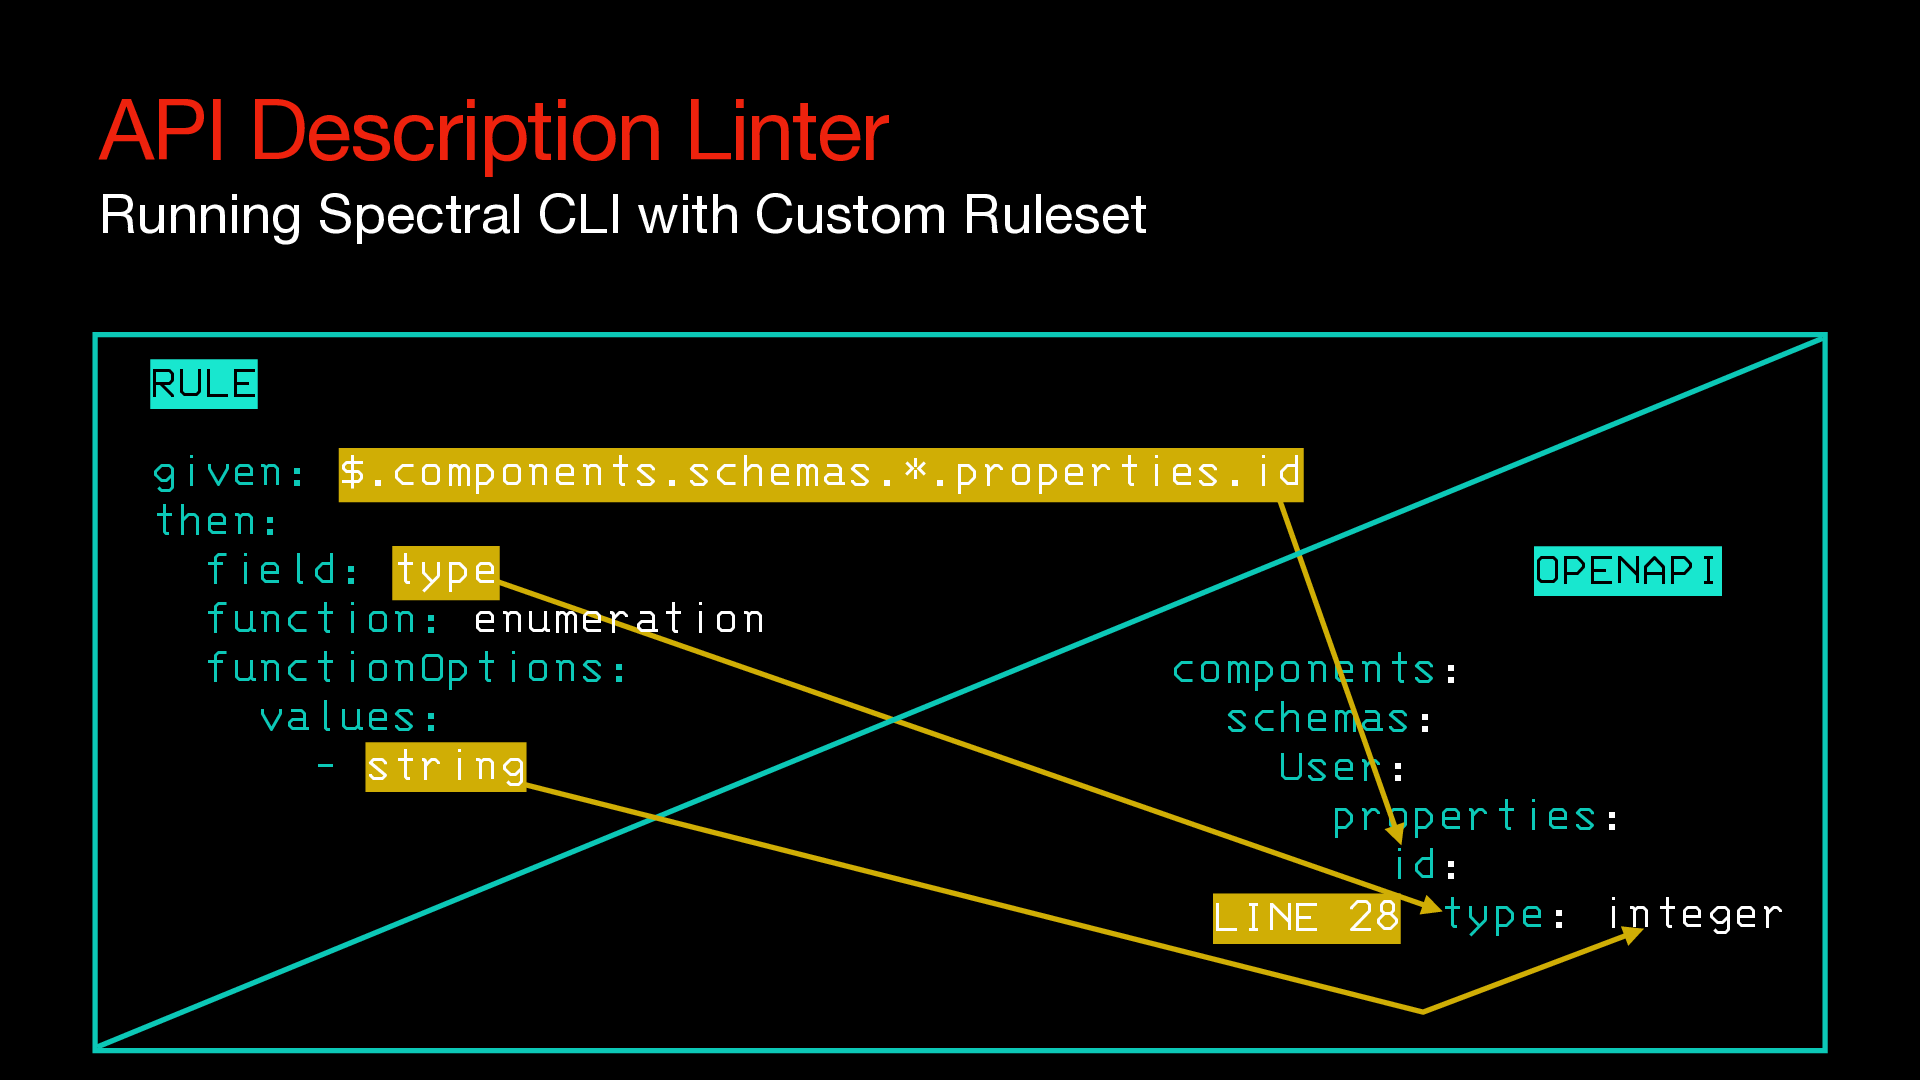 API Description Linter
Running Spectral CLI with Custom Ruleset
RULE
given: $.components.schemas.*.properties.id
then:
field: type
function: enumeration
functionOptions:
values:
- string
OPENAPI
components:
schemas:
User:
properties:
id:
LINE 28 type: integer